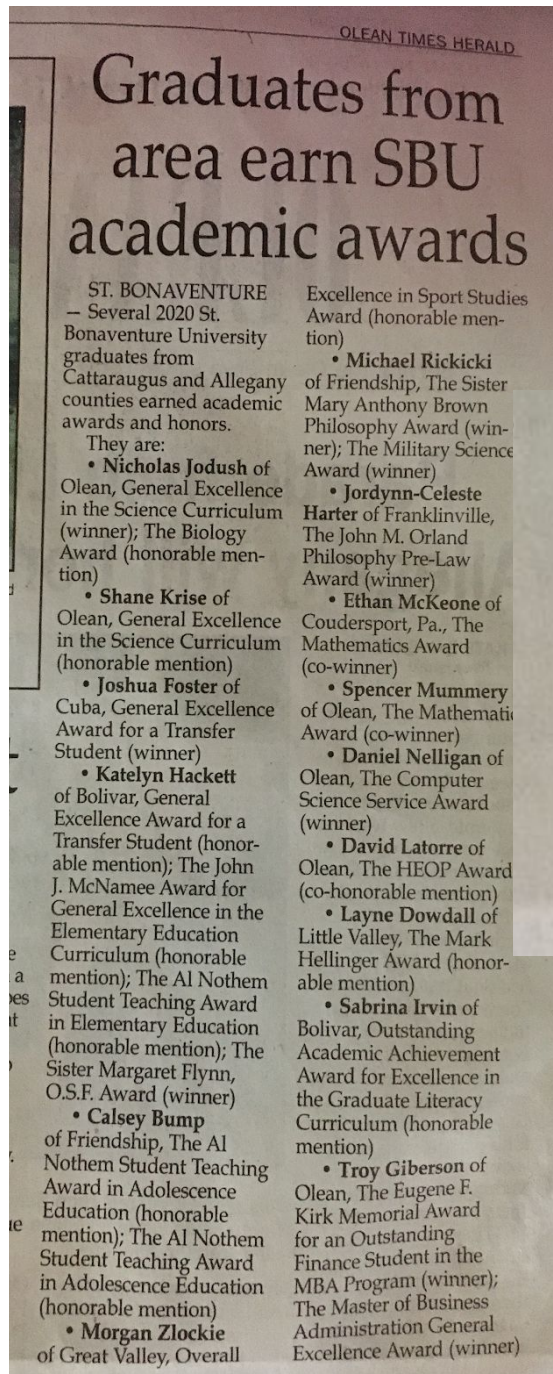 OLEAN TIMES HERALD
Graduates from
area earn SBU
academic awards
ST. BONAVENTURE
— Several 2020 St.
Bonaventure University
graduates from
Cattaraugus and Allegany
counties earned academic
awards and honors.
They are:
• Nicholas Jodush of
Olean, General Excellence
in the Science Curriculum
(winner); The Biology
Award (honorable men-
tion)
• Shane Krise of
Olean, General Excellence
in the Science Curriculum
(honorable mention)
• Joshua Foster of
Cuba, General Excellence
Award for a Transfer
Student (winner)
• Katelyn Hackett
of Bolivar, General
Excellence Award for a
Transfer Student (honor-
able mention); The John
J. McNamee Award for
General Excellence in the
Elementary Education
Curriculum (honorable
mention); The Al Nothem
Student Teaching Award
in Elementary Education
(honorable mention); The
Sister Margaret Flynn,
O.S.F. Award (winner)
• Calsey Bump
of Friendship, The Al
Nothem Student Teaching
Award in Adolescence
Education (honorable
mention); The Al Nothem
Student Teaching Award
in Adolescence Education
(honorable mention)
• Morgan Zlockie
of Great Valley, Overall
Excellence in Sport Studies
Award (honorable men-
tion)
• Michael Rickicki
of Friendship, The Sister
Mary Anthony Brown
Philosophy Award (win-
ner); The Military Science
Award (winner)
• Jordynn-Celeste
Harter of Franklinville,
The John M. Orland
Philosophy Pre-Law
Award (winner)
• Ethan McKeone of
Coudersport, Pa., The
Mathematics Award
(co-winner)
• Spencer Mummery
of Olean, The Mathemati
Award (co-winner)
• Daniel Nelligan of
Olean, The Computer
Science Service Award
(winner)
• David Latorre of
Olean, The HEOP Award
(co-honorable mention)
• Layne Dowdall of
Little Valley, The Mark
Hellinger Award (honor-
able mention)
• Sabrina Irvin of
Bolivar, Outstanding
Academic Achievement
Award for Excellence in
the Graduate Literacy
Curriculum (honorable
mention)
• Troy Giberson of
Olean, The Eugene F.
Kirk Memorial Award
for an Outstanding
Finance Student in the
MBA Program (winner);
The Master of Business
Administration General
Excellence Award (winner)